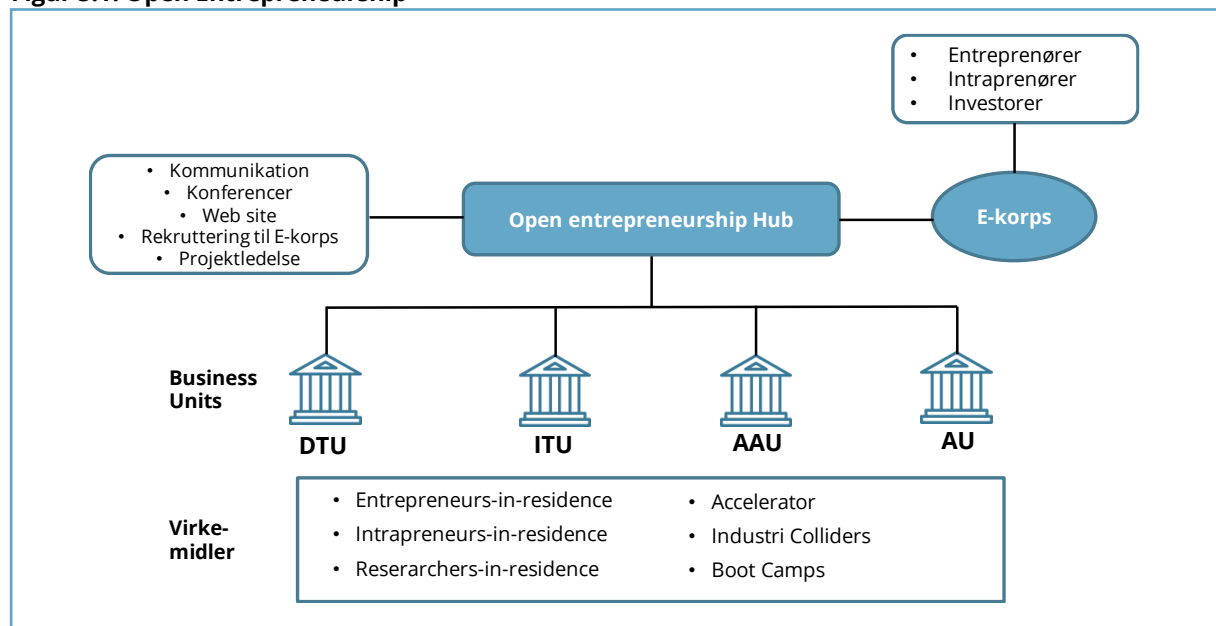 • Entreprenører
• Intraprenører
• Investorer
• Kommunikation
• Konferencer
• Web site
• Rekruttering til E-korps
• Projektledelse
Open entrepreneurship Hub
E-korps
Business
Units
DTU
ITU
AAU
AU
Virke-
midler
• Entrepreneurs-in-residence
• Intrapreneurs-in-residence
• Reserarchers-in-residence
• Accelerator
• Industri Colliders
• Boot Camps